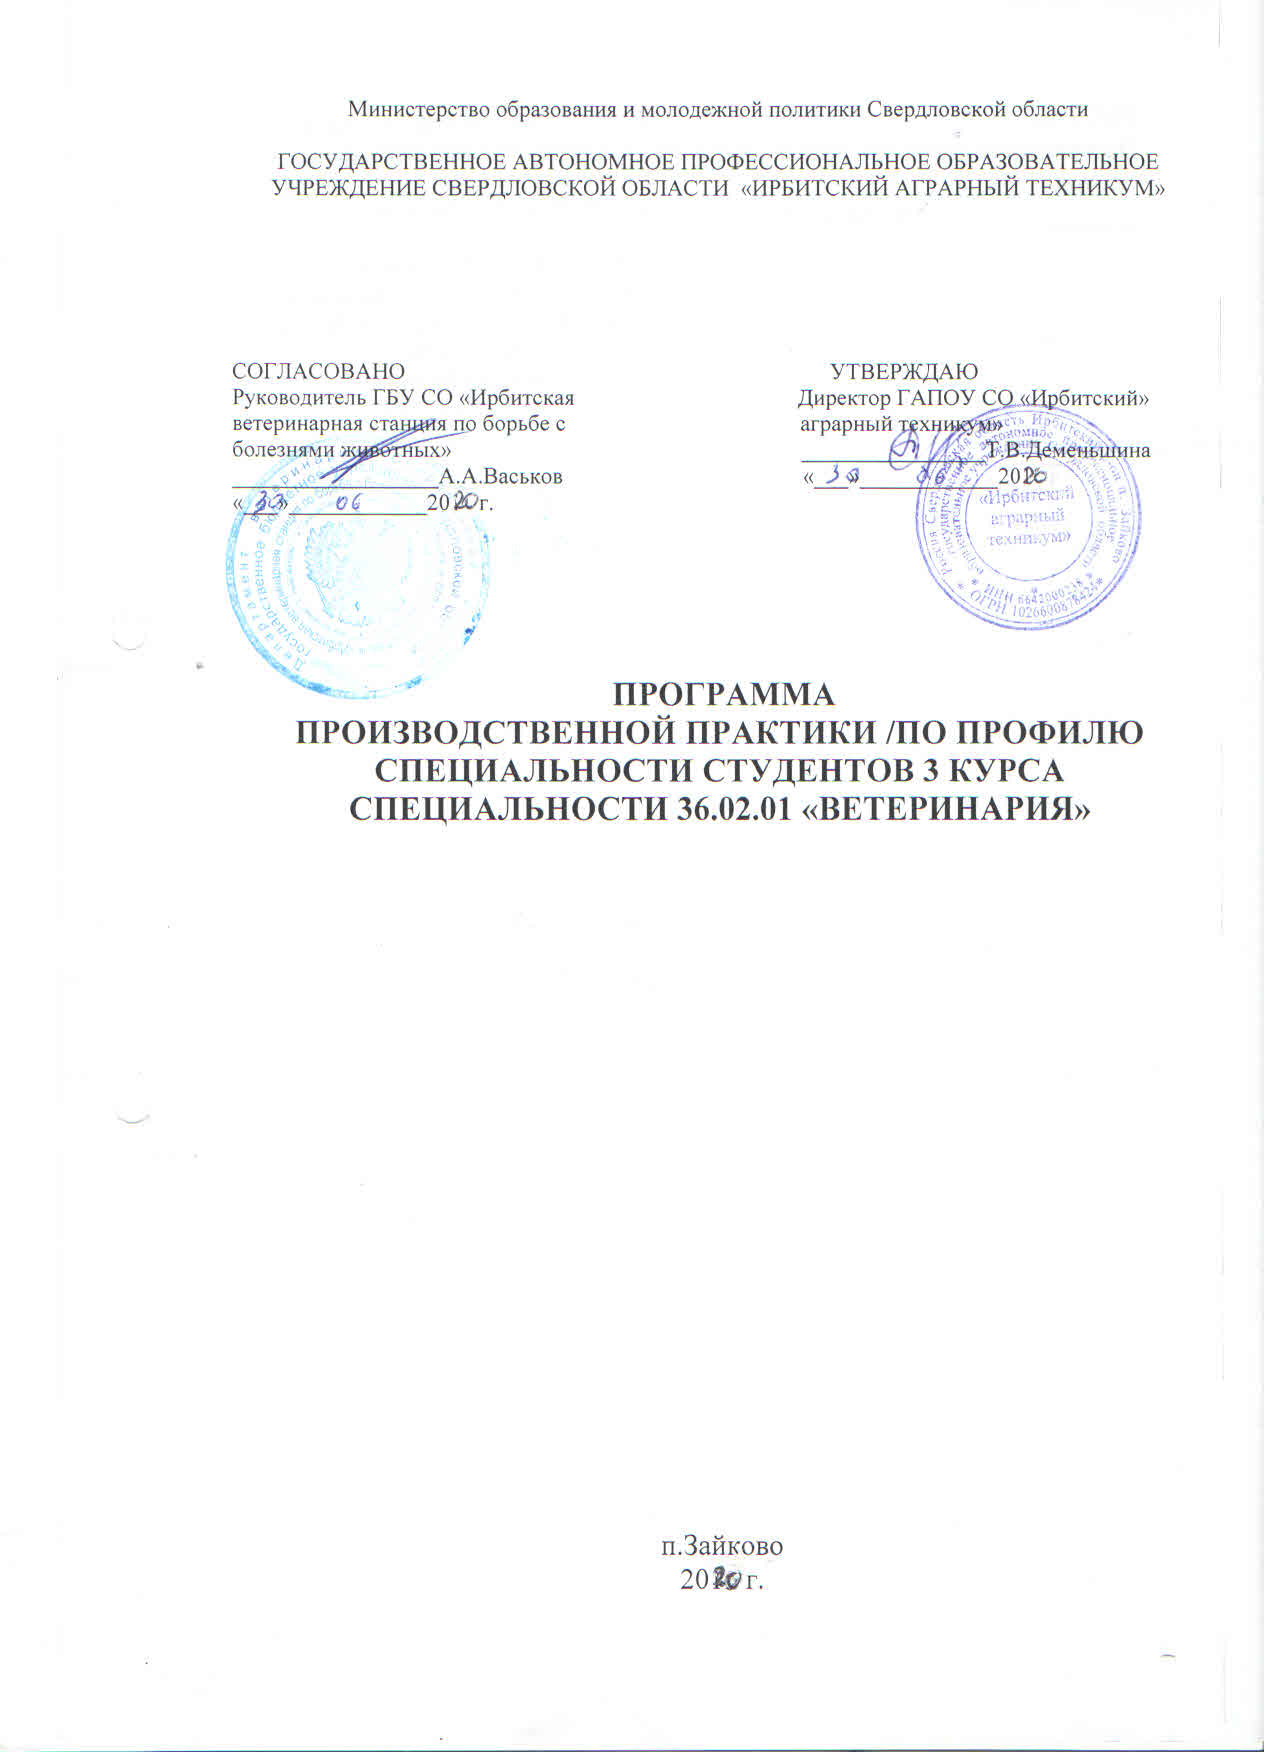 Министерство образования и молодежной политики Свердловской области
ГОСУДАРСТВЕННОЕ АВТОНОМНОЕ ПРОФЕССИОНАЛЬНОЕ ОБРАЗОВАТЕЛЬНОЕ
УЧРЕЖДЕНИЕ СВЕРДЛОВСКОЙ ОБЛАСТИ «ИРБИТСКИЙ АГРАРНЫЙ ТЕХНИКУМ»
СОГЛАСОВАНО
Руководитель ГБУ СО «Ирбитская
ветеринарная станция по борьбе с
болезнями животных»
А.А.Васьков
« » 06 2020 г.
УТВЕРЖДАЮ
Директор ГАПОУ СО «Ирбитский»
аграрный техникум»
Т.В.Деменьшина
«30» 06 2020
«Ирбитский
аграрный
техникум»
ПРОГРАММА
ПРОИЗВОДСТВЕННОЙ ПРАКТИКИ /ПО ПРОФИЛЮ
СПЕЦИАЛЬНОСТИ СТУДЕНТОВ 3 КУРСА
СПЕЦИАЛЬНОСТИ 36.02.01 «ВЕТЕРИНАРИЯ»
п.Зайково
2020 г.